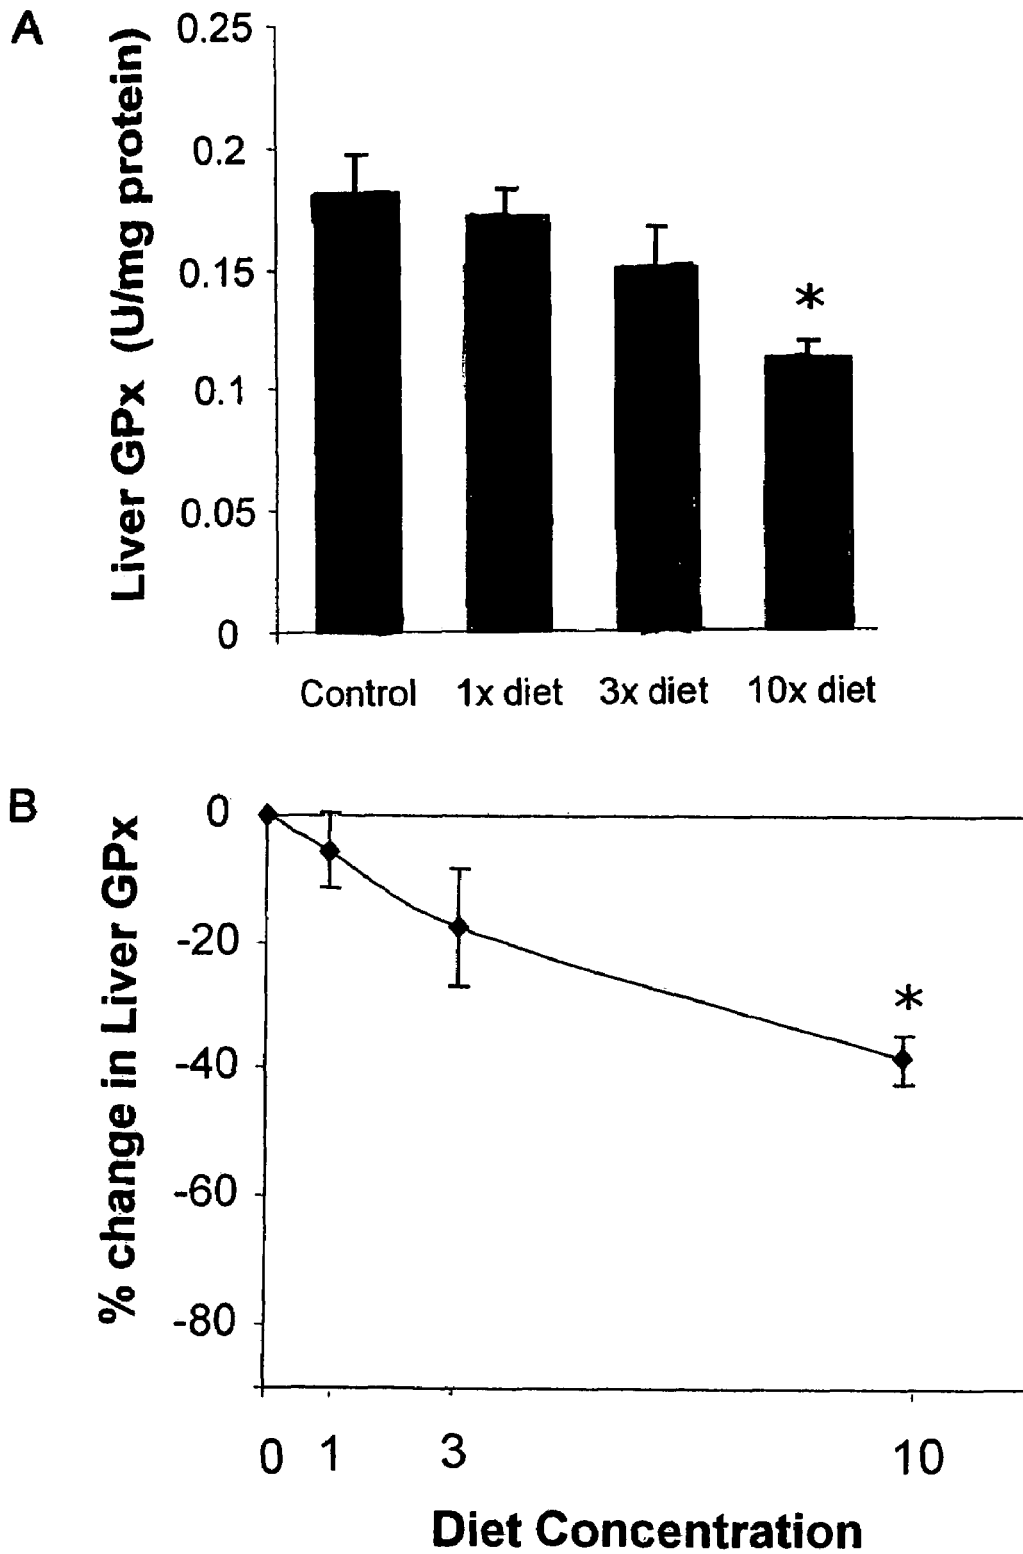 A
Liver GPx (U/mg protein)
0.25
0.2
0.15
0.1
0.05
0
*
Control 1x diet 3x diet 10x diet
B
% change in Liver GPx
0
-20
-40
-60
-80
*
0 1 3 10
Diet Concentration